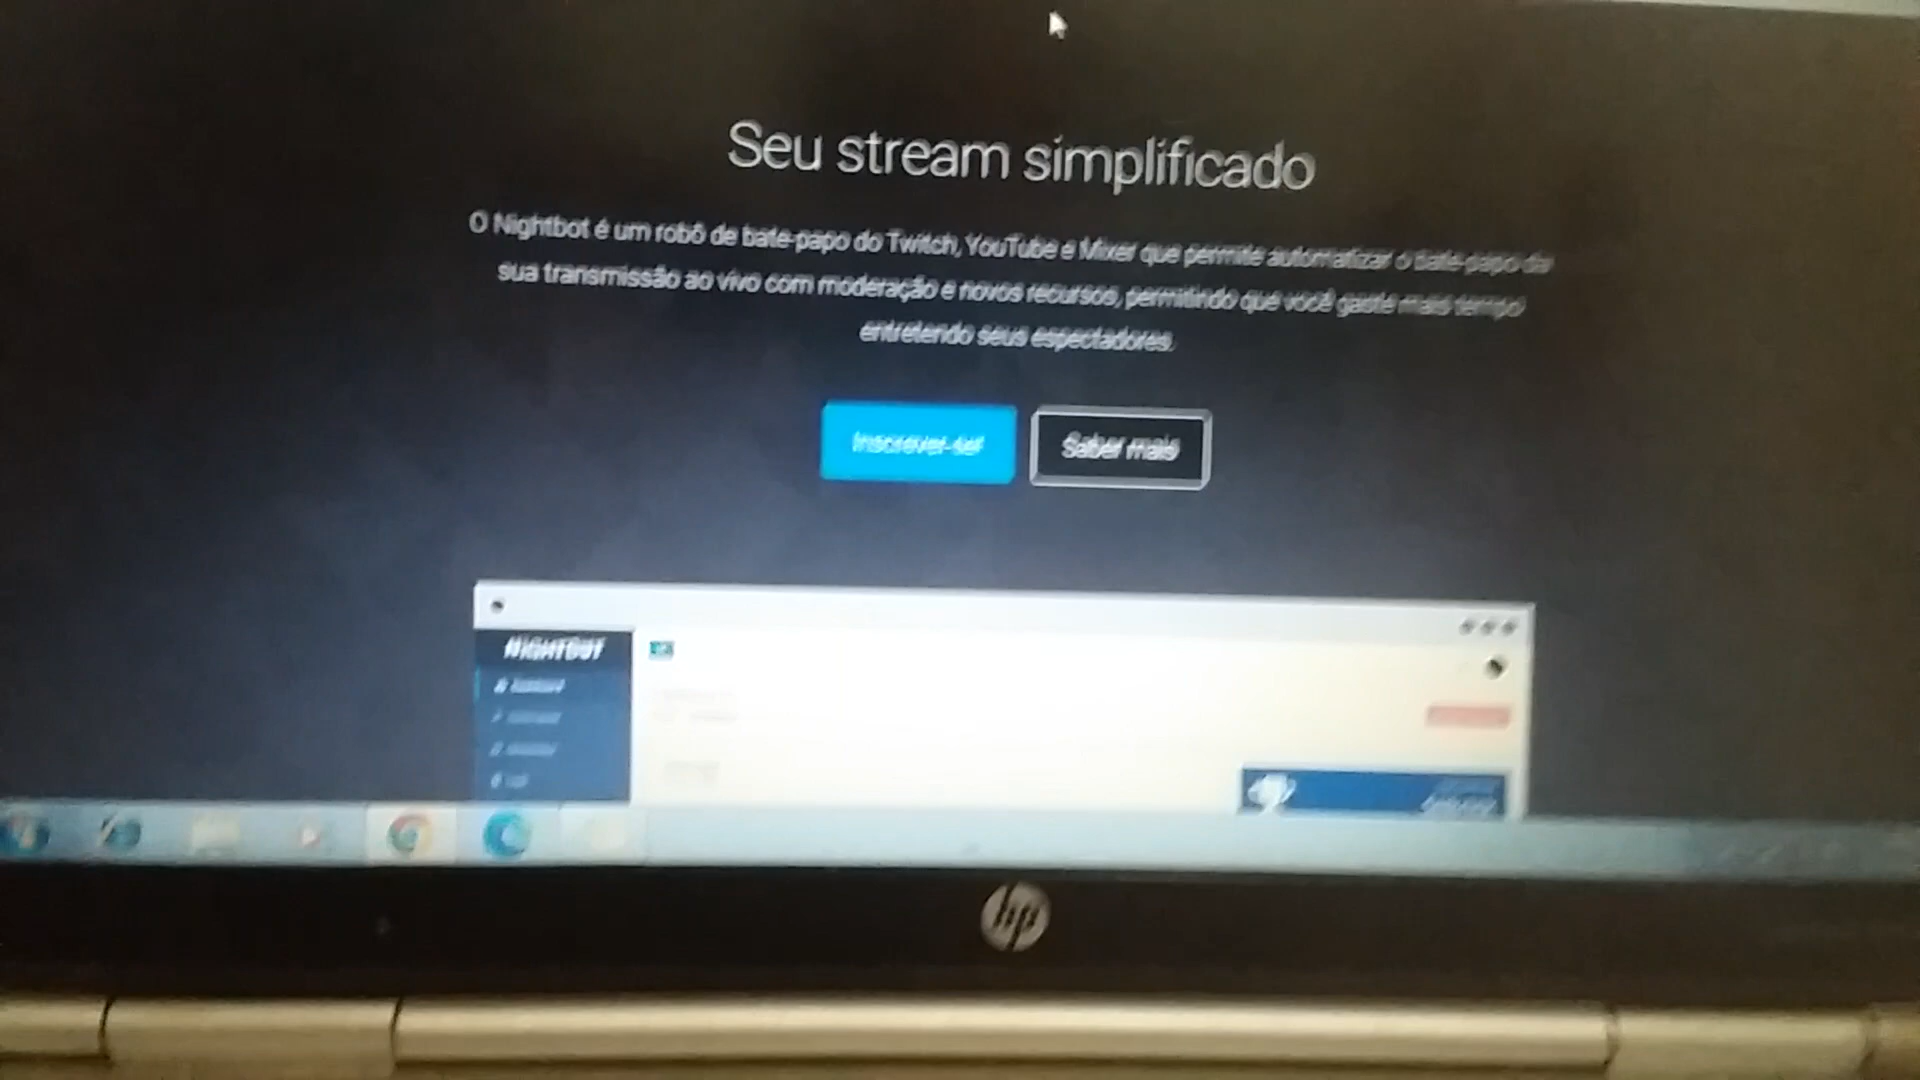 Seu stream simplificado
O Nightbot é um robô de bate-papo do Twitch, YouTube e Mixer que permite automatizar o bate-papo da
sua transmissão ao vivo com moderação e novos recursos, permitindo que você gaste mais tempo
entretendo seus espectadores.
Inscrever-se!
Saber mais
NIGHTBOT
hp